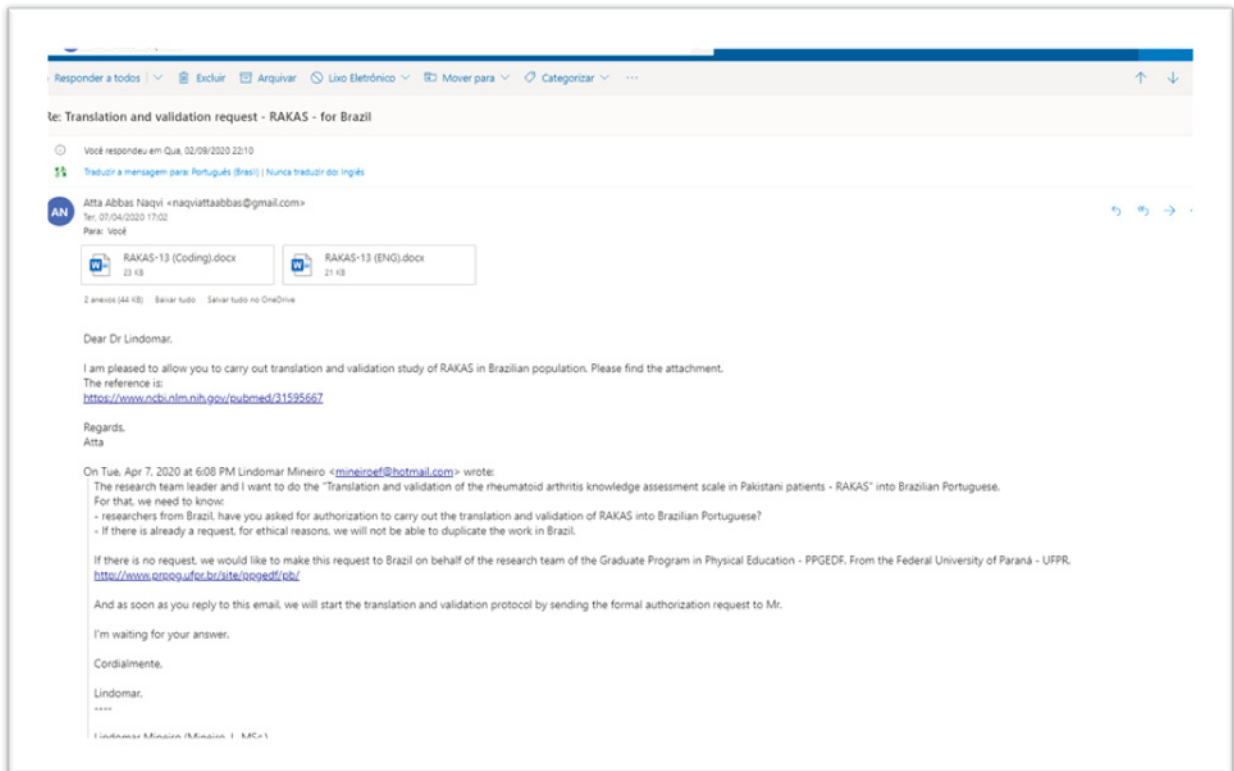 Responder a todos Excluir Arquivar Lixo Eletrônico Mover para Categorizar ...
Re: Translation and validation request - RAKAS - for Brazil
Você respondeu em Qua, 02/09/2020 22:10
Traduzir a mensagem para: Português (Brasil) | Nunca traduzir do: Inglês
AN
Atta Abbas Naqvi <naqviattaabbas@gmail.com>
Ter, 07/04/2020 17:02
Para: Você
RAKAS-13 (Coding).docx
23 KB
RAKAS-13 (ENG).docx
21 KB
2 anexos (44 KB) Baixar tudo Salvar tudo no OneDrive
Dear Dr Lindomar,
I am pleased to allow you to carry out translation and validation study of RAKAS in Brazilian population. Please find the attachment.
The reference is:
https://www.ncbi.nlm.nih.gov/pubmed/31595667
Regards,
Atta
On Tue, Apr 7, 2020 at 6:08 PM Lindomar Mineiro <mineiroef@hotmail.com> wrote:
The research team leader and I want to do the "Translation and validation of the rheumatoid arthritis knowledge assessment scale in Pakistani patients - RAKAS" into Brazilian Portuguese.
For that, we need to know:
- researchers from Brazil, have you asked for authorization to carry out the translation and validation of RAKAS into Brazilian Portuguese?
- If there is already a request, for ethical reasons, we will not be able to duplicate the work in Brazil.
If there is no request, we would like to make this request to Brazil on behalf of the research team of the Graduate Program in Physical Education - PPGEDF. From the Federal University of Paraná - UFPR.
http://www.prppg.ufpr.br/site/ppgedf/pb/
And as soon as you reply to this email, we will start the translation and validation protocol by sending the formal authorization request to Mr.
I'm waiting for your answer.
Cordialmente,
Lindomar.
----
Lindomar Mineiro (Mineiro, L. MSc.)